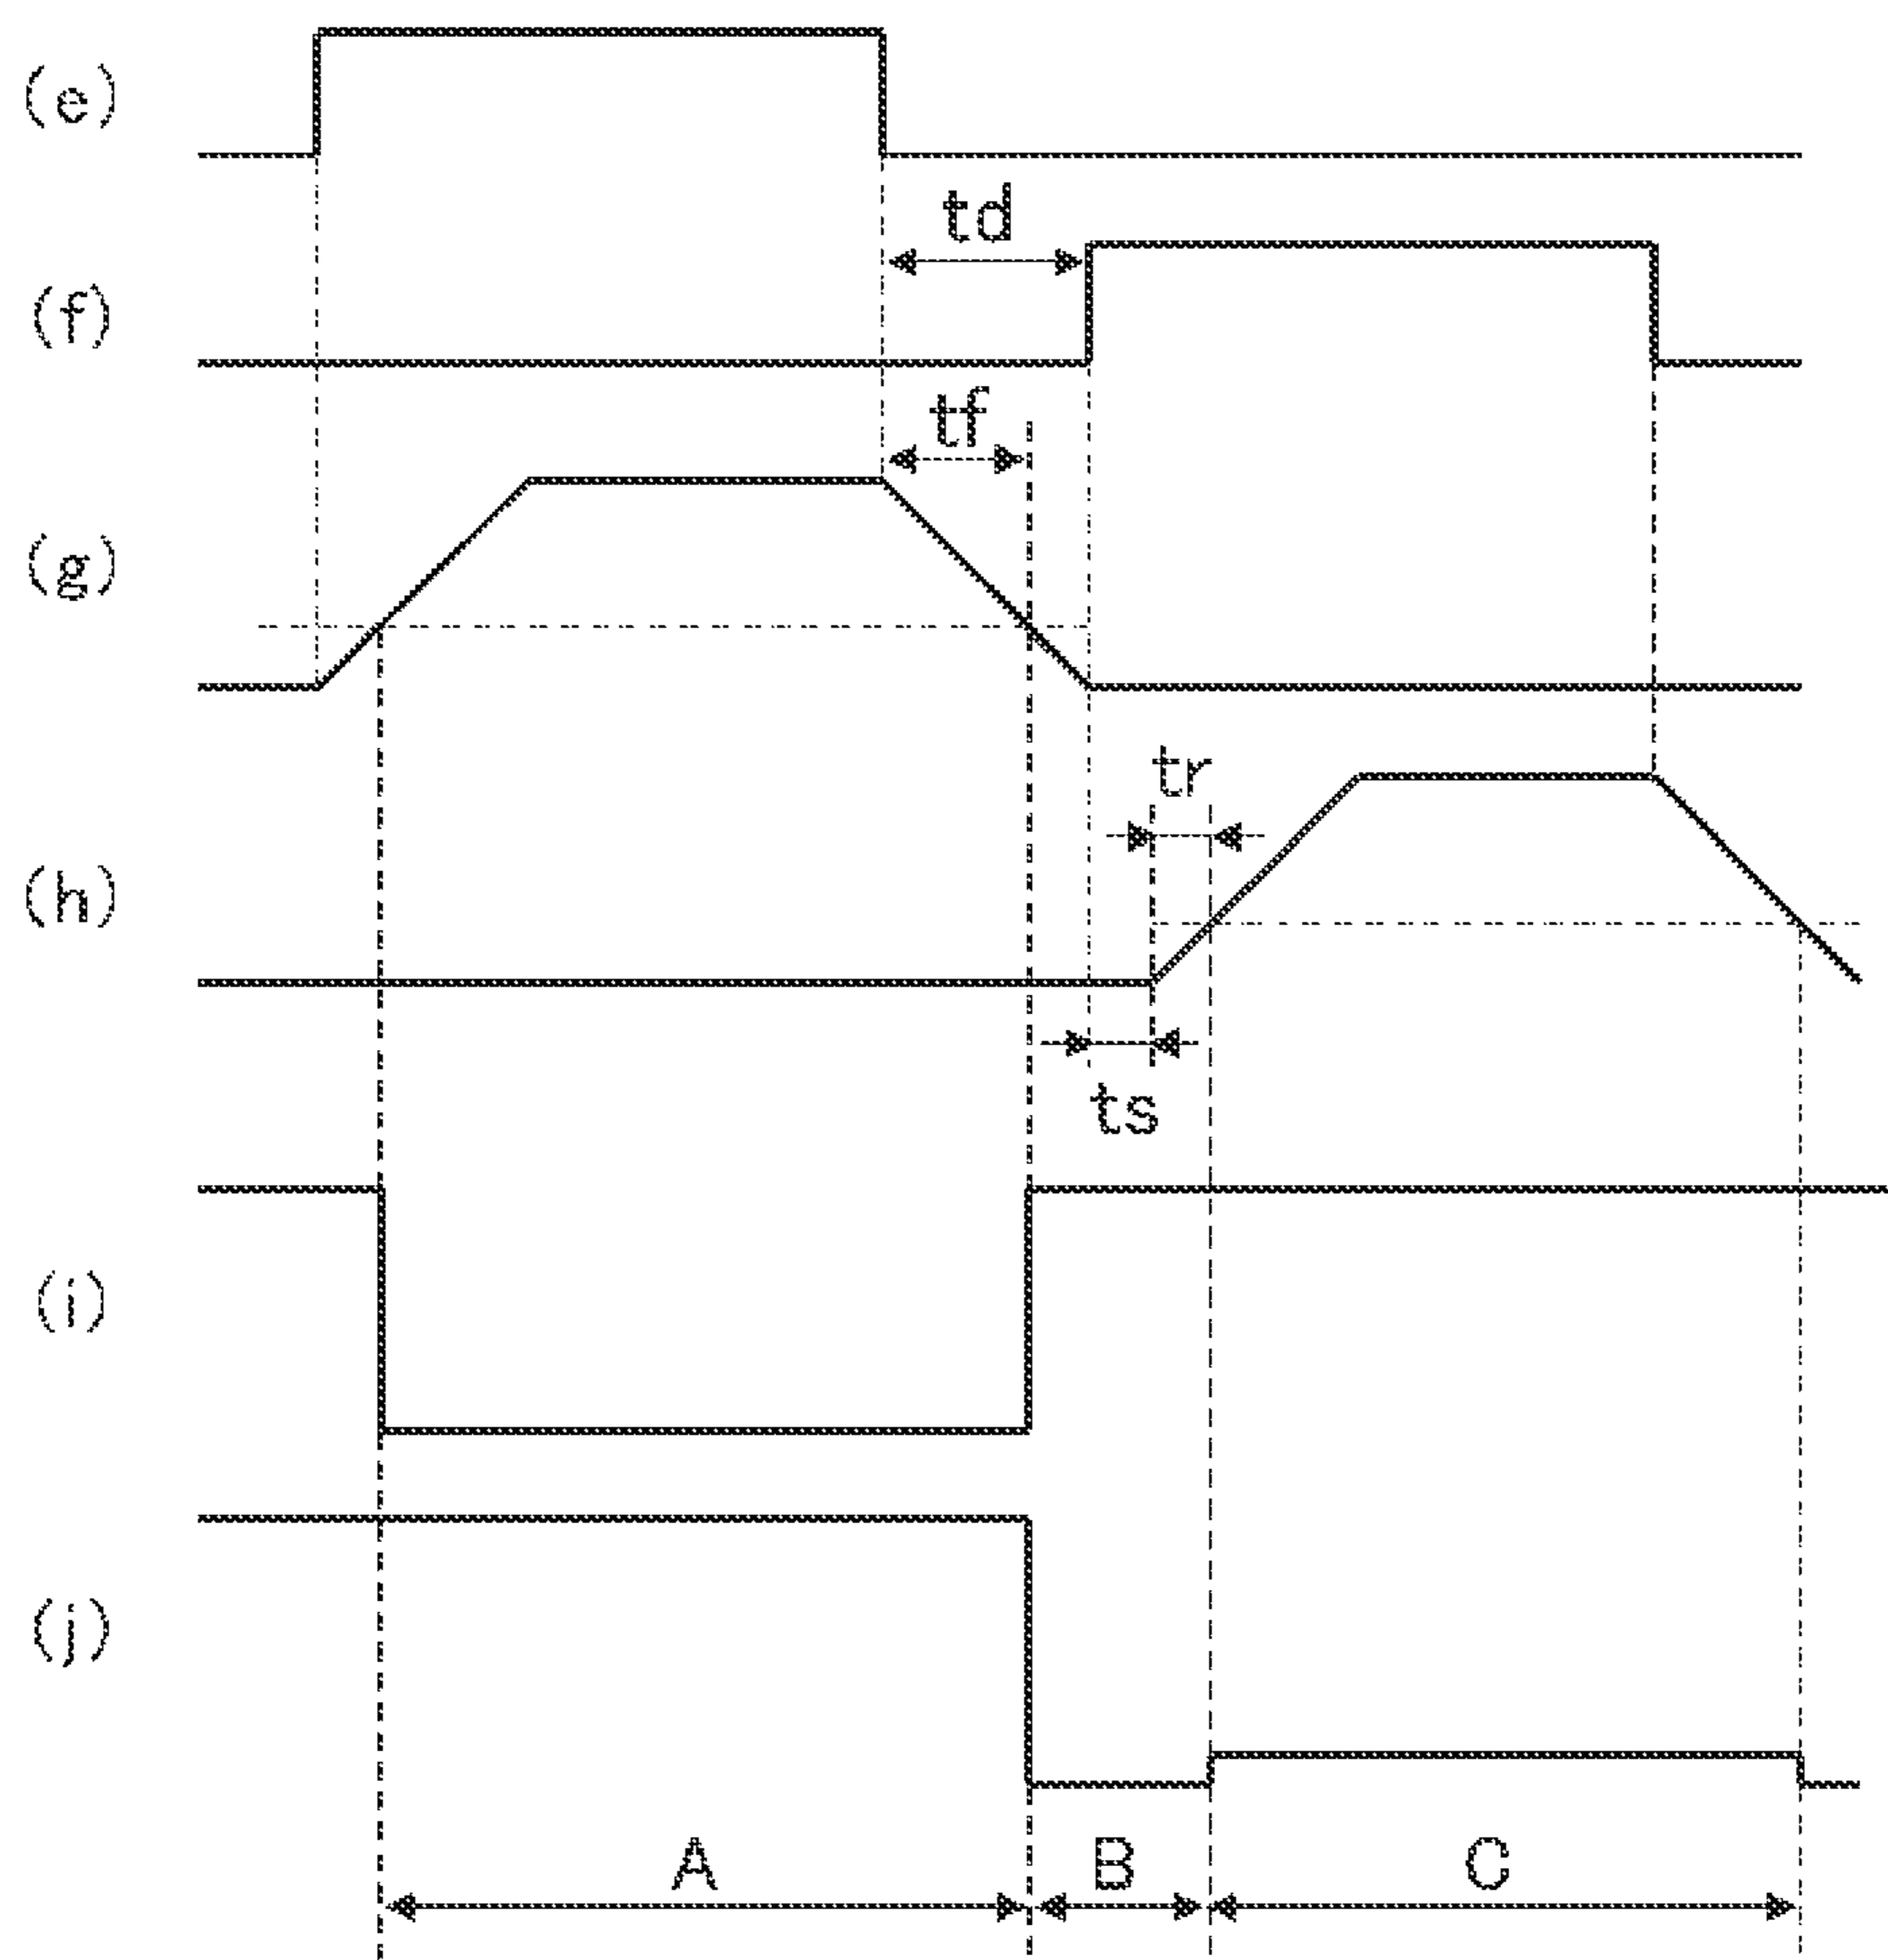 (e)
td
(f)
tf
(g)
tr
(h)
ts
(i)
(j)
A B C